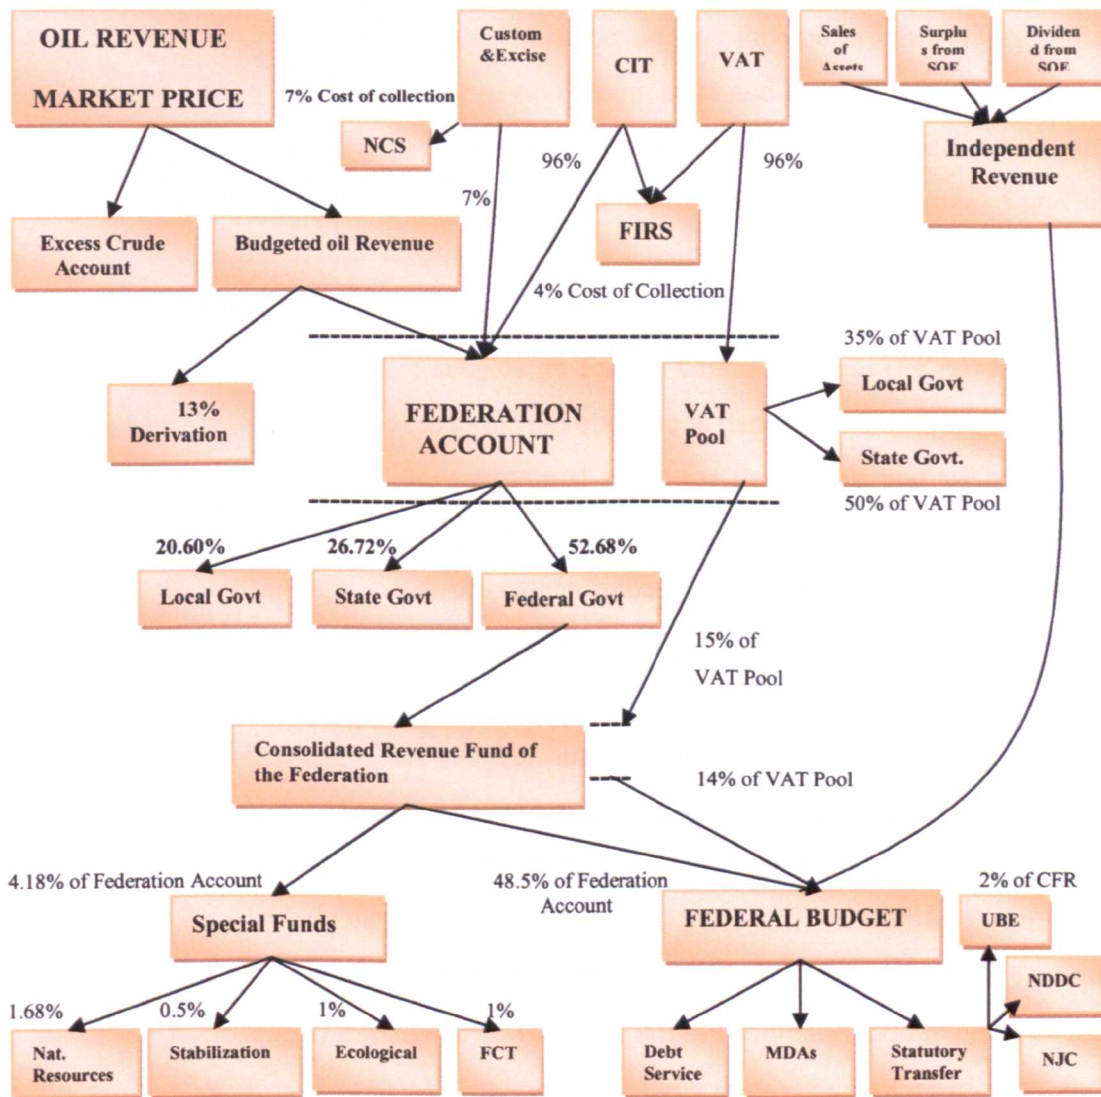 OIL REVENUE
MARKET PRICE
Custom
&Excise
CIT
VAT
Sales
of
Assets
Surplu
s from
SOE
Dividen
d from
SOE
7% Cost of collection
NCS
96%
96%
7%
Independent
Revenue
FIRS
Excess Crude
Account
Budgeted oil Revenue
4% Cost of Collection
35% of VAT Pool
Local Govt
13%
Derivation
FEDERATION
ACCOUNT
VAT
Pool
State Govt.
50% of VAT Pool
20.60%
26.72%
52.68%
Local Govt
State Govt
Federal Govt
15% of
VAT Pool
Consolidated Revenue Fund of
the Federation
14% of VAT Pool
4.18% of Federation Account
48.5% of Federation
Account
2% of CFR
Special Funds
FEDERAL BUDGET
UBE
NDDC
1.68%
0.5%
1%
1%
Nat.
Resources
Stabilization
Ecological
FCT
Debt
Service
MDAs
Statutory
Transfer
NJC